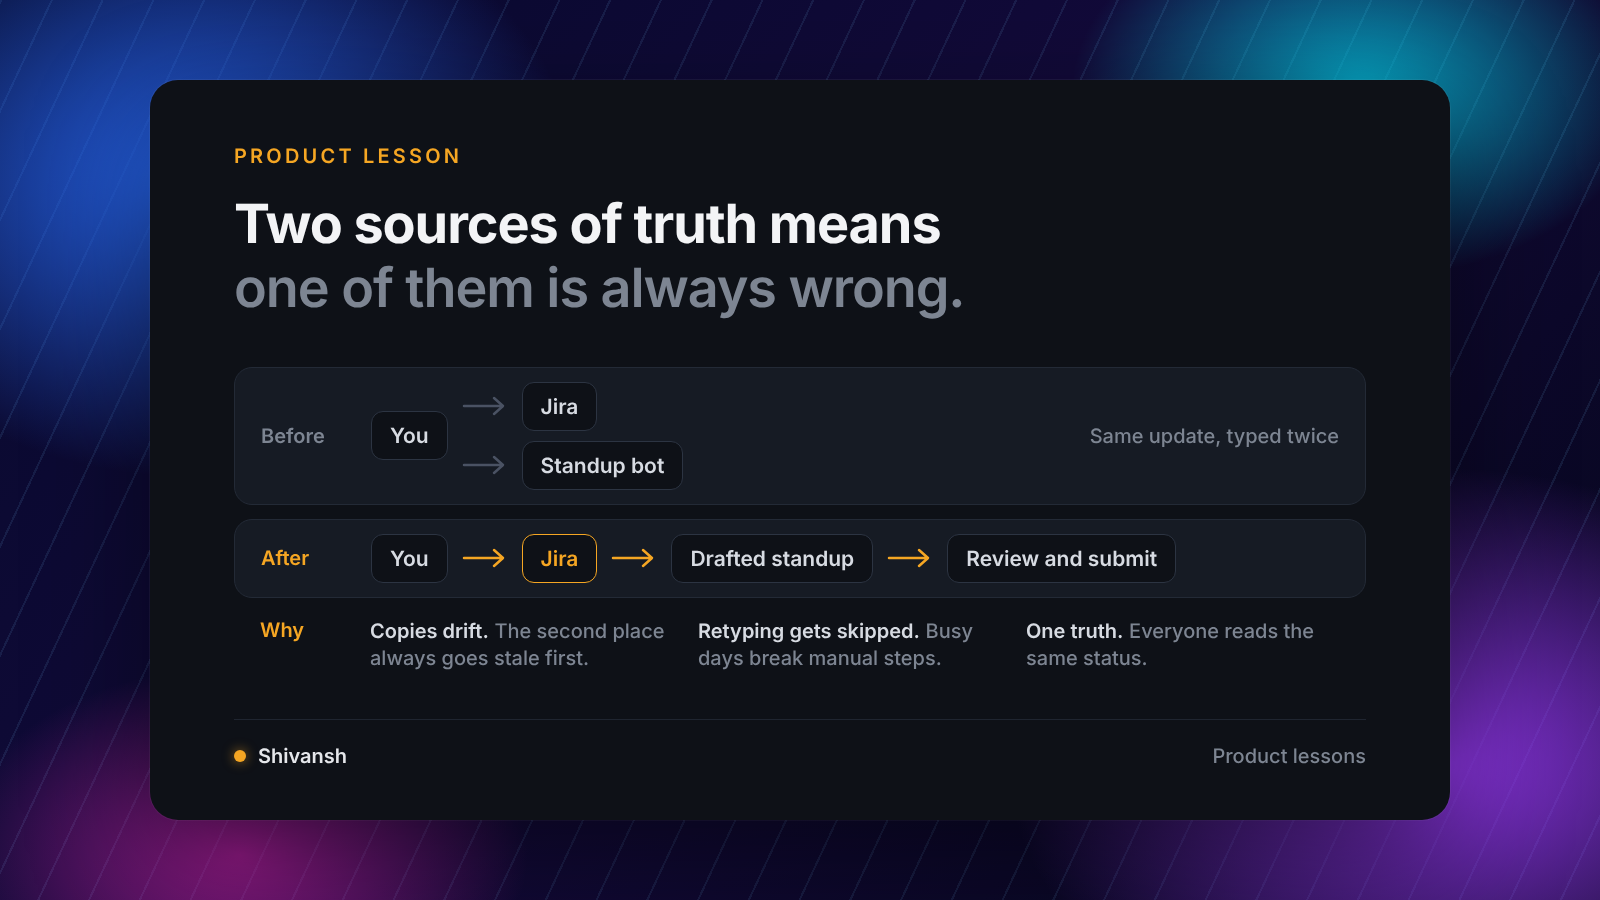 PRODUCT LESSON
Two sources of truth means
one of them is always wrong.
Before
You
Jira
Standup bot
Same update, typed twice
After
You
Jira
Drafted standup
Review and submit
Why
Copies drift. The second place
always goes stale first.
Retyping gets skipped. Busy
days break manual steps.
One truth. Everyone reads the
same status.
Shivansh
Product lessons